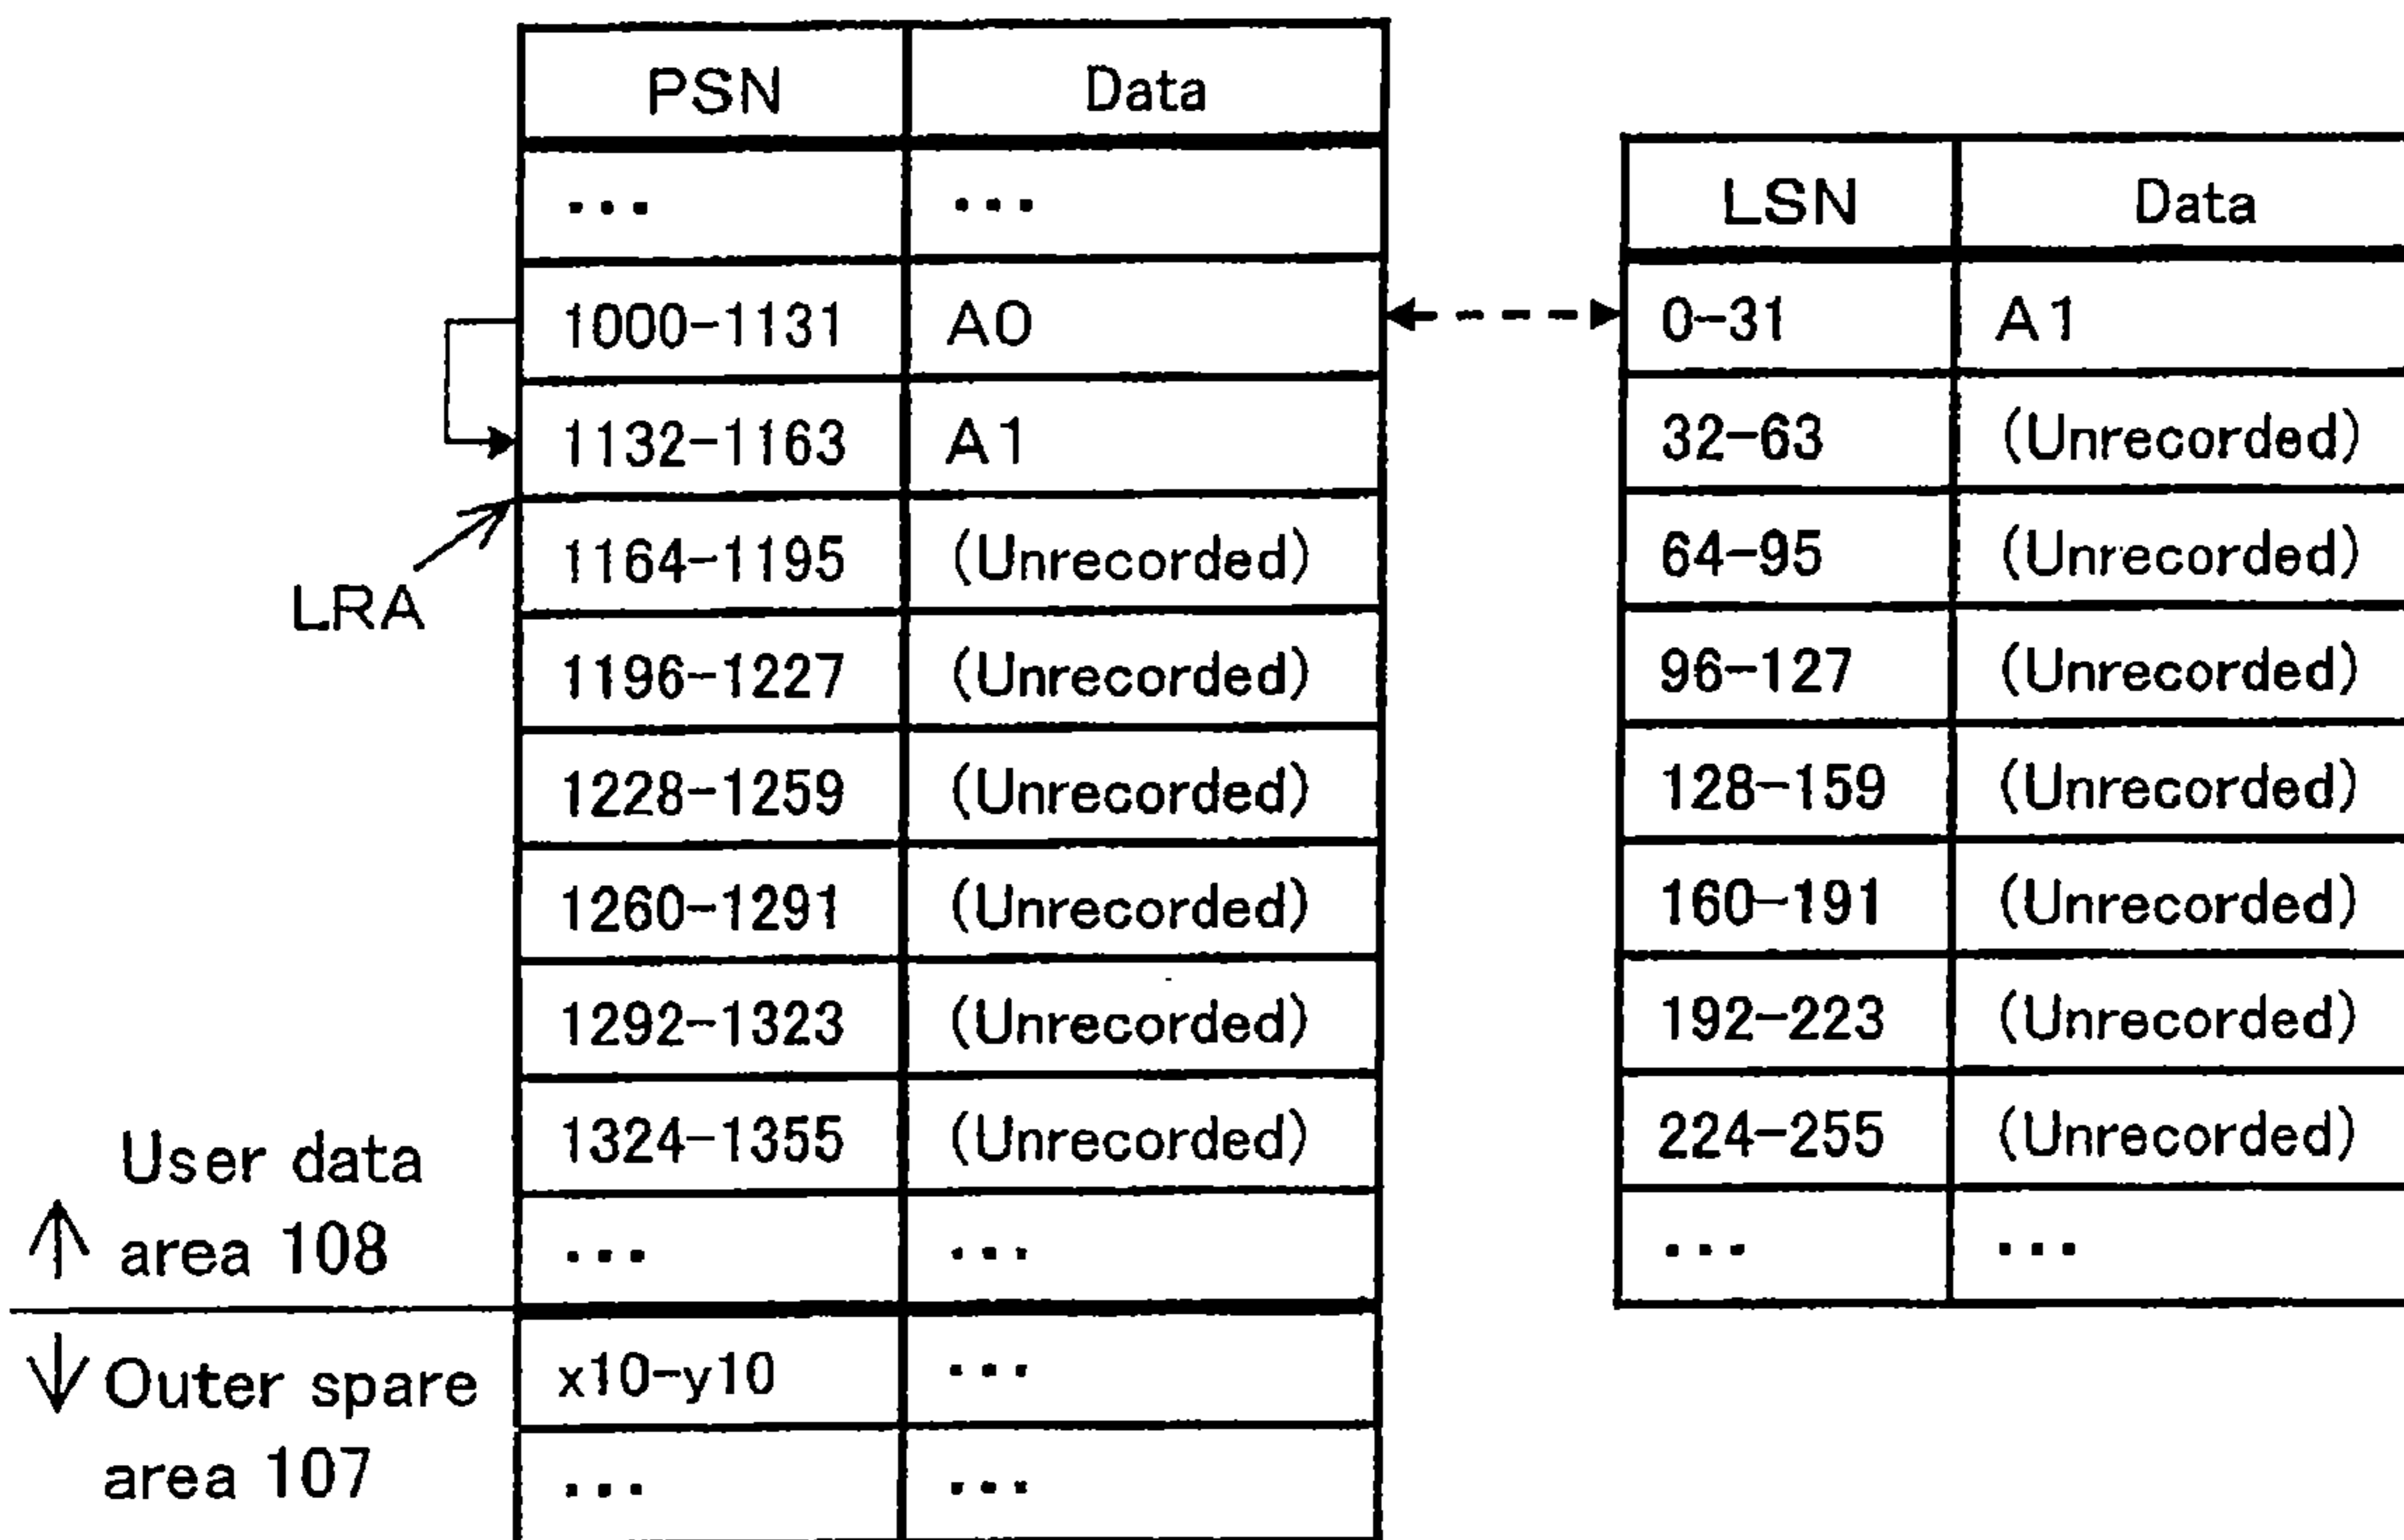 PSN Data
... ...
1000-1131 A0
1132-1163 A1
1164-1195 (Unrecorded)
1196-1227 (Unrecorded)
1228-1259 (Unrecorded)
1260-1291 (Unrecorded)
1292-1323 (Unrecorded)
1324-1355 (Unrecorded)
... ...
x10-y10 ...
... ...
LRA
User data
area 108
Outer spare
area 107
LSN Data
0-31 A1
32-63 (Unrecorded)
64-95 (Unrecorded)
96-127 (Unrecorded)
128-159 (Unrecorded)
160-191 (Unrecorded)
192-223 (Unrecorded)
224-255 (Unrecorded)
... ...